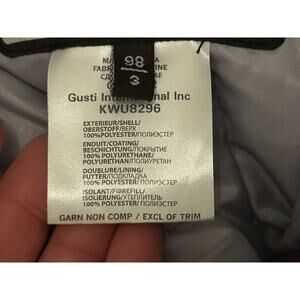 98
3
Gusti International Inc
KWU8296
EXTERIEUR/SHELL/
OBERSTOFF/ВЕРХ
100%POLYESTER/ПОЛИЭСТЕР
ENDUIT/COATING/
BESCHICHTUNG/ПОКРЫТИЕ
100% POLYURETHANE/
POLYURETHAN/ПОЛИУРЕТАН
DOUBLURE/LINING/
FUTTER/ПОДКЛАДКА
100% POLYESTER/ПОЛИЭСТЕР
ISOLANT/FIBREFILL/
ISOLIERUNG/УТЕПЛИТЕЛЬ
100% POLYESTER/ПОЛИЭСТЕР
GARN NON COMP / EXCL OF TRIM